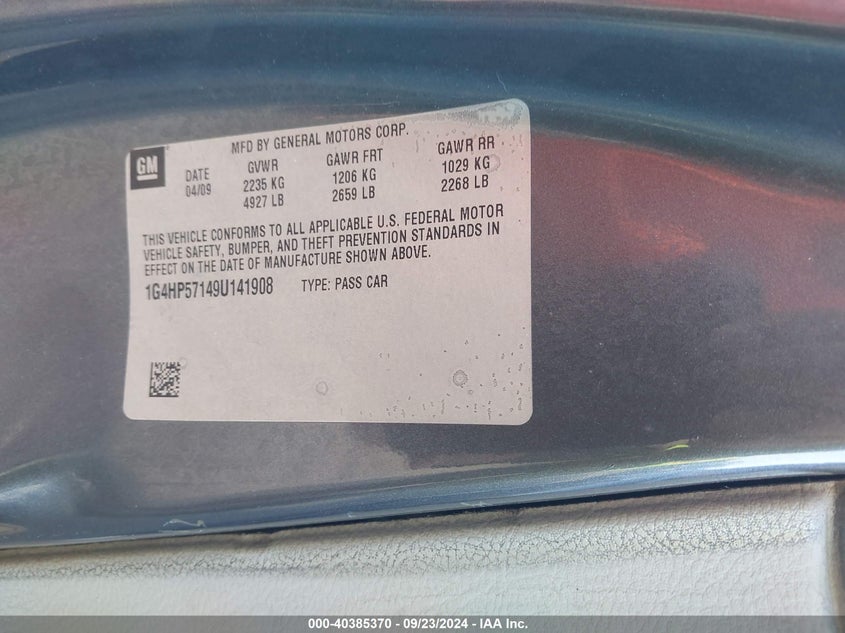 GM
MFD BY GENERAL MOTORS CORP.
DATE GVWR GAWR FRT GAWR RR
04/09 2235 KG 1206 KG 1029 KG
4927 LB 2659 LB 2268 LB
THIS VEHICLE CONFORMS TO ALL APPLICABLE U.S. FEDERAL MOTOR
VEHICLE SAFETY, BUMPER, AND THEFT PREVENTION STANDARDS IN
EFFECT ON THE DATE OF MANUFACTURE SHOWN ABOVE.
1G4HP57149U141908 TYPE: PASS CAR
000-40385370 - 09/23/2024 - IAA Inc.